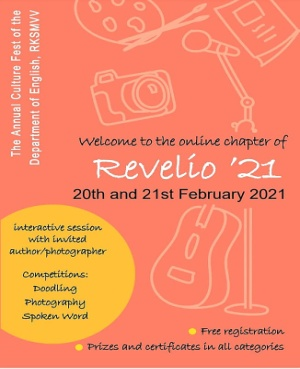 The Annual Culture Fest of the
Department of English, RKSMVV
Welcome to the online chapter of
Revelio '21
20th and 21st February 2021
interactive session
with invited
author/photographer
Competitions:
Doodling
Photography
Spoken Word
Free registration
Prizes and certificates in all categories